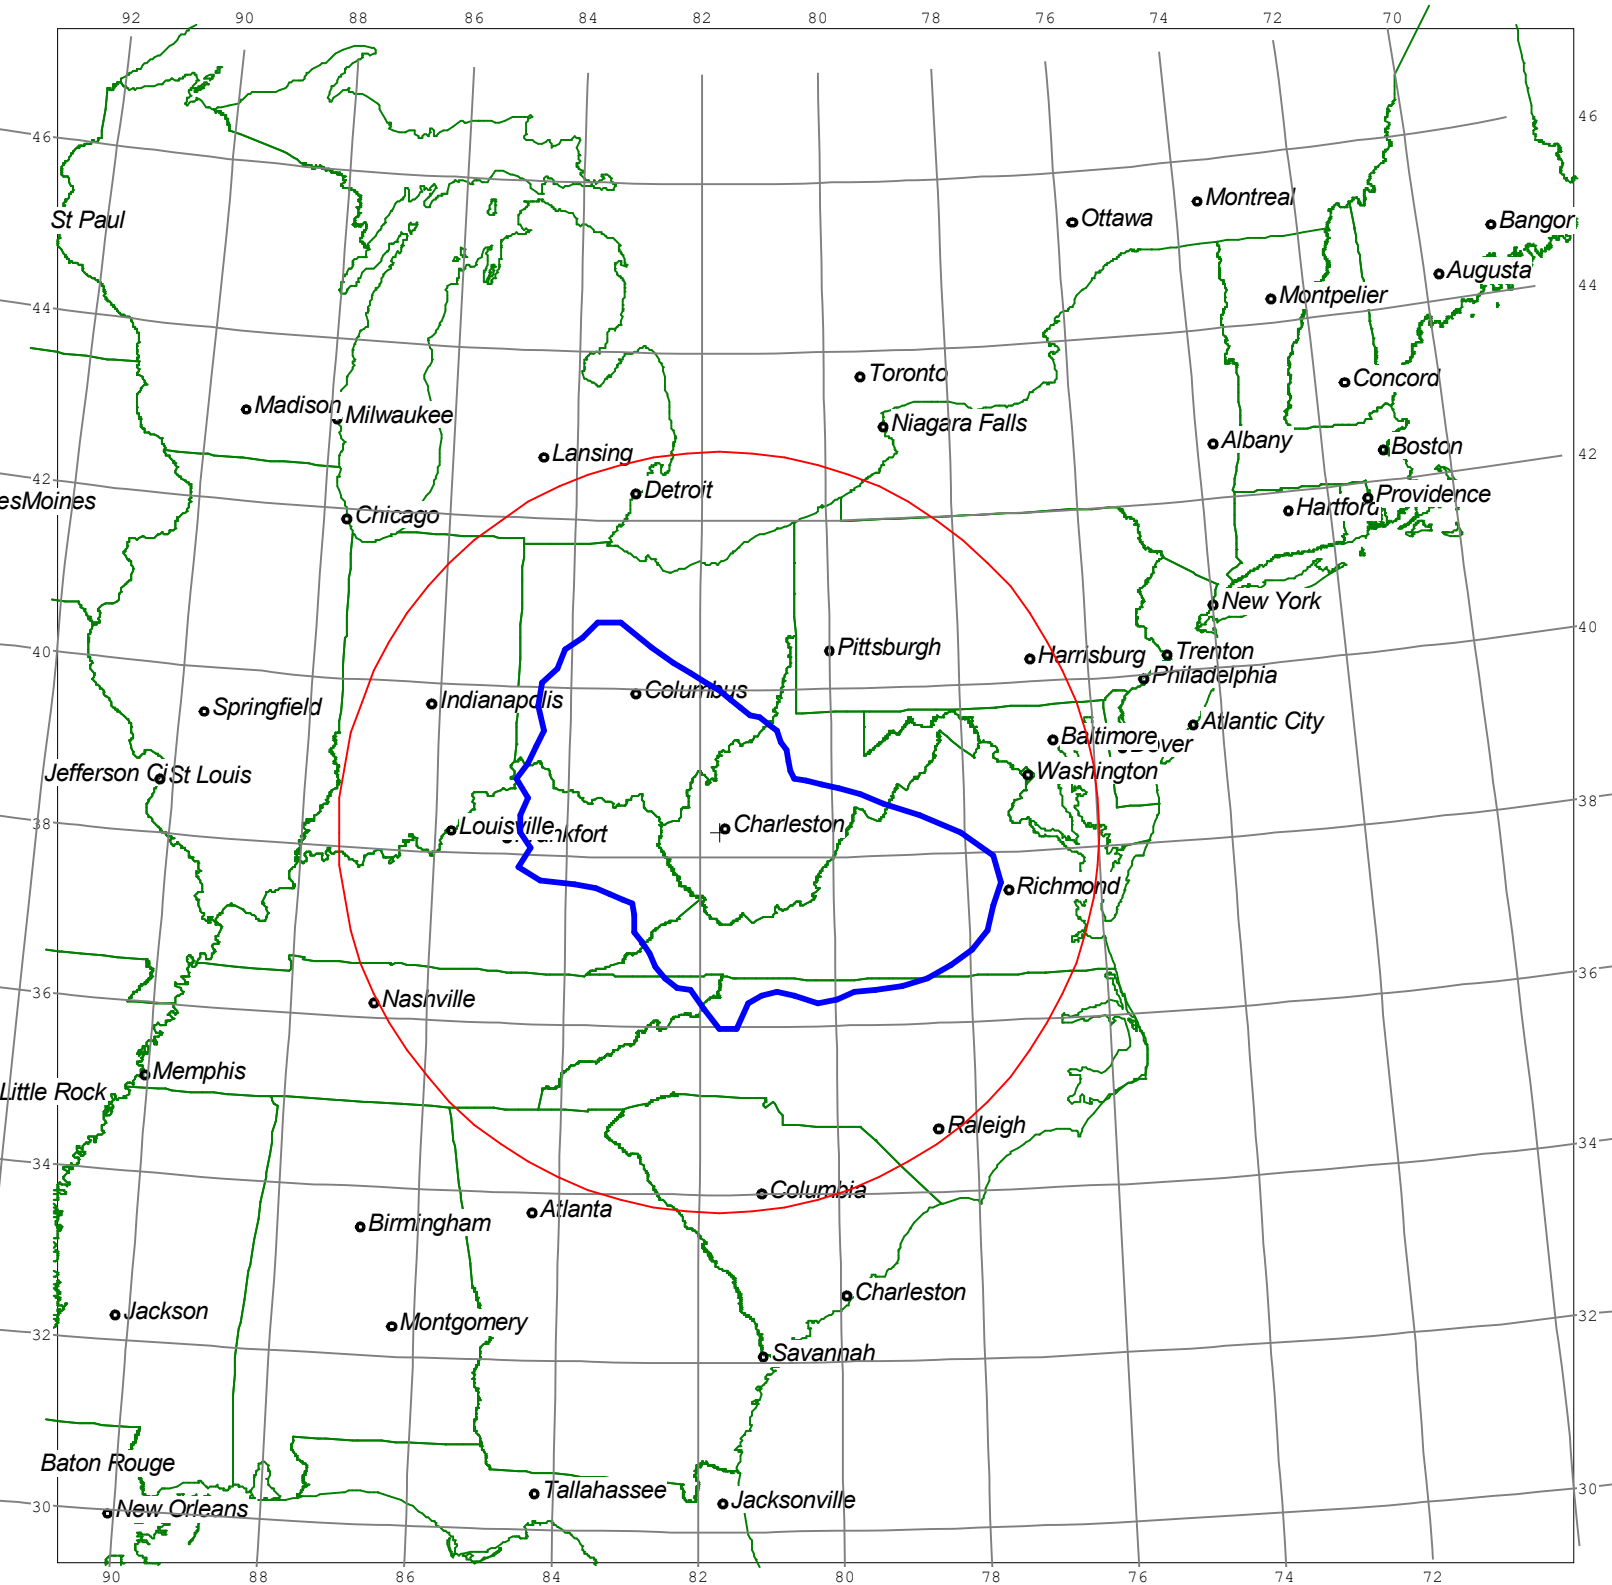 92 90 88 86 84 82 80 78 76 74 72 70
46 46
Montreal
St Paul Ottawa Bangor
Augusta
44 Montpelier 44
Toronto Concord
Madison Milwaukee Niagara Falls
Lansing Albany Boston
42 42
esMoines Detroit Providence
Chicago Hartford
New York
40 40
Pittsburgh Harrisburg Trenton
Philadelphia
Springfield Indianapolis Columbus Atlantic City
Baltimore over
Jefferson Ci St Louis Washington
38 38
Louisville nkfort Charleston
Richmond
36 Nashville 36
Memphis
Little Rock
Raleigh
34 34
Columbia
Birmingham Atlanta
Charleston
Jackson Montgomery 32
32
Savannah
Baton Rouge
Tallahassee Jacksonville 30
30 New Orleans
90 88 86 84 82 80 78 76 74 72